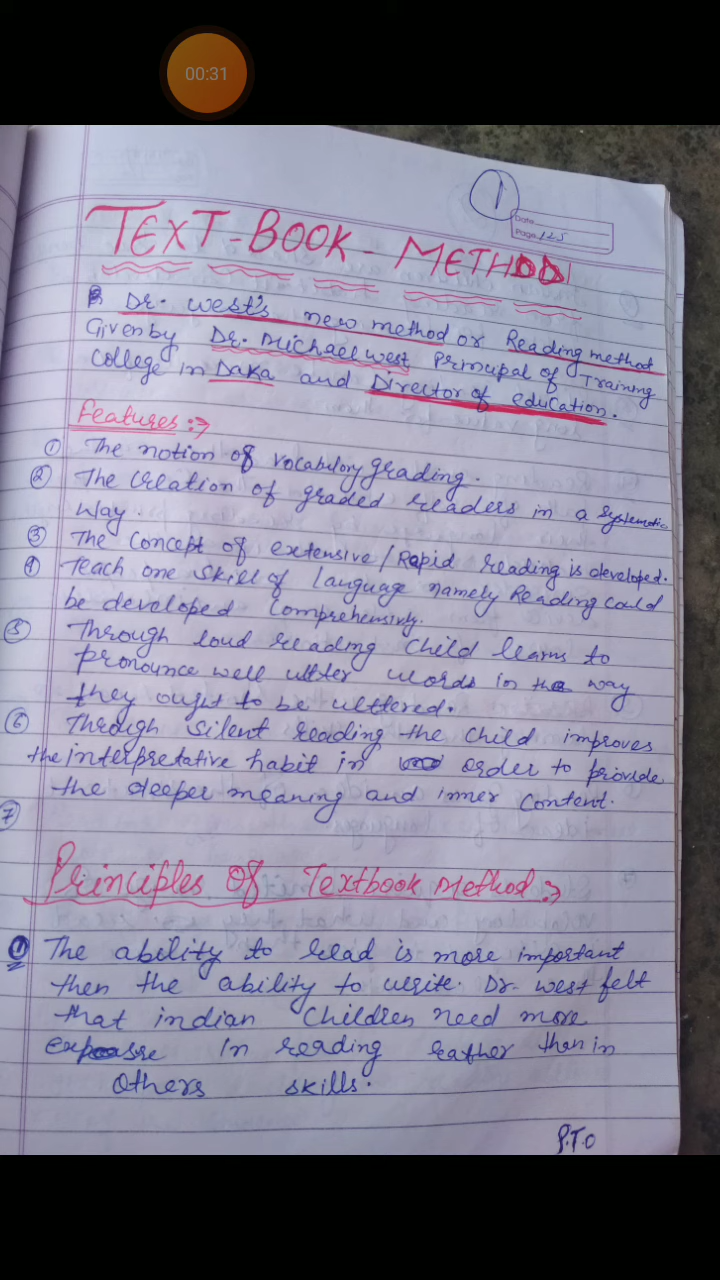 00:31
1
Date
Page 125
TEXT-BOOK-METHOD
Dr. west's new method or Reading method
Given by Dr. Michael west principal of Training
College in Daka and Director of education.
Features :->
① The notion of vocabulory grading.
② The creation of graded readers in a systematic
way.
③ The concept of extensive/Rapid reading is developed.
④ Teach one skill of language namely Reading could
be developed comprehensivly.
⑤ Through loud reading child learns to
pronounce well utter words in the way
they ought to be uttered.
⑥ Through silent reading the child improves
the interpretative habit in order to provide
the deeper meaning and inner content.
⑦
Principles Of Textbook Method :->
① The ability to read is more important
then the ability to write. Dr. west felt
that indian children need more
in reading rather than in
others skills.
P.T.O